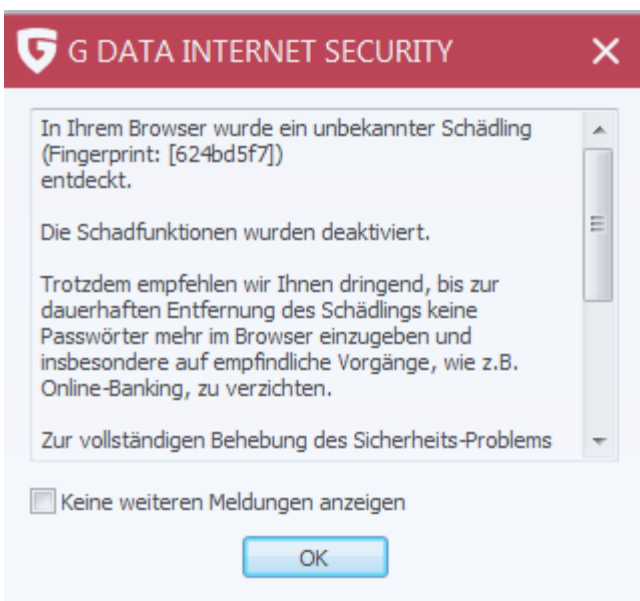 G DATA INTERNET SECURITY
In Ihrem Browser wurde ein unbekannter Schädling
(Fingerprint: [624bd5f7])
entdeckt.
Die Schadfunktionen wurden deaktiviert.
Trotzdem empfehlen wir Ihnen dringend, bis zur
dauerhaften Entfernung des Schädlings keine
Passwörter mehr im Browser einzugeben und
insbesondere auf empfindliche Vorgänge, wie z.B.
Online-Banking, zu verzichten.
Zur vollständigen Behebung des Sicherheits-Problems
Keine weiteren Meldungen anzeigen
OK